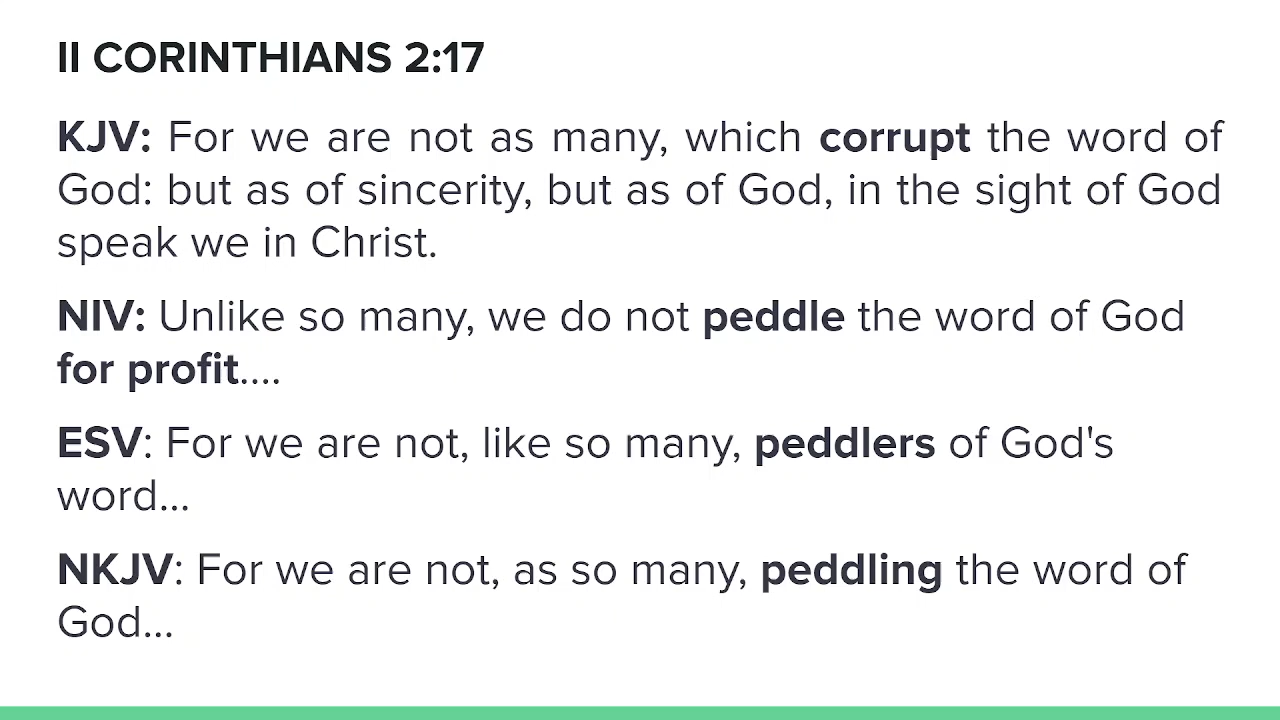 II CORINTHIANS 2:17
KJV: For we are not as many, which corrupt the word of
God: but as of sincerity, but as of God, in the sight of God
speak we in Christ.
NIV: Unlike so many, we do not peddle the word of God
for profit....
ESV: For we are not, like so many, peddlers of God's
word...
NKJV: For we are not, as so many, peddling the word of
God...